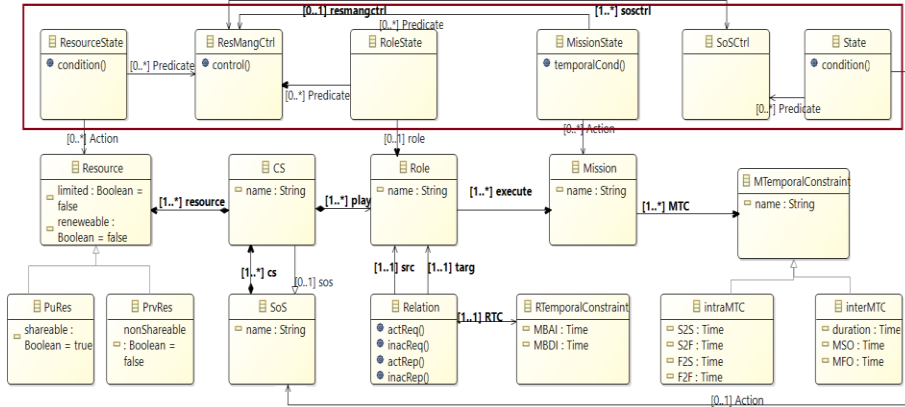 [0..1] resmangctrl
[1..*] sosctrl
[0..*] Predicate
ResourceState
condition()
[0..*] Predicate
ResMangCtrl
control()
RoleState
[0..*] Predicate
MissionState
temporalCond()
SoSCtrl
State
condition()
[0..*] Predicate
[0..*] Action
[0..1] role
[0..*] Action
Resource
limited : Boolean =
false
reneweable :
Boolean = false
[1..*] resource
CS
name : String
[1..*] play
Role
name : String
[1..*] execute
Mission
name : String
[1..*] MTC
MTemporalConstraint
name : String
[1..*] cs
[0..1] sos
[1..1] src
[1..1] targ
PuRes
shareable :
Boolean = true
PrvRes
nonShareable
: Boolean =
false
SoS
name : String
Relation
actReq()
inacReq()
actRep()
inacRep()
[1..1] RTC
RTemporalConstraint
MBAI : Time
MBDI : Time
intraMTC
S2S : Time
S2F : Time
F2S : Time
F2F : Time
interMTC
duration : Time
MSO : Time
MFO : Time
[0..1] Action